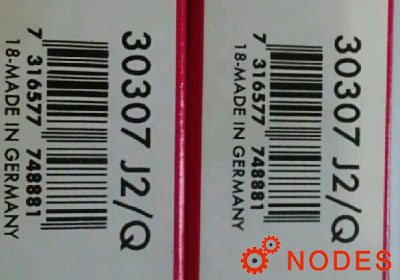 30307 J2/Q
7 316577 748881
18-MADE IN GERMANY
30307 J2/Q
7 316577 748881
18-MADE IN GERMANY
NODES